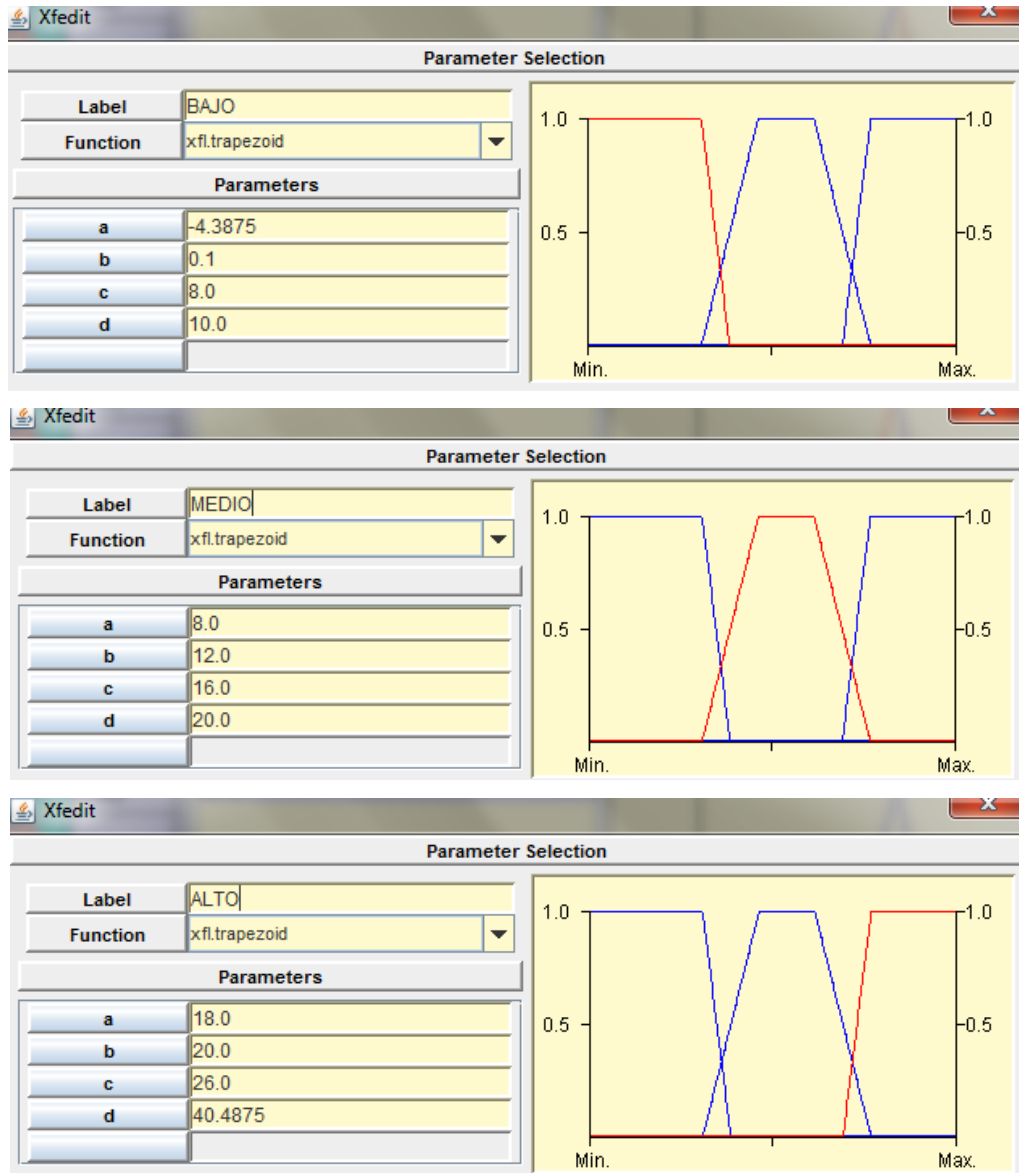 Xfedit
Parameter Selection
Label BAJO
Function xfl.trapezoid
Parameters
a -4.3875
b 0.1
c 8.0
d 10.0
1.0 1.0
0.5 0.5
Min. Max.
Xfedit
Parameter Selection
Label MEDIO
Function xfl.trapezoid
Parameters
a 8.0
b 12.0
c 16.0
d 20.0
1.0 1.0
0.5 0.5
Min. Max.
Xfedit
Parameter Selection
Label ALTO
Function xfl.trapezoid
Parameters
a 18.0
b 20.0
c 26.0
d 40.4875
1.0 1.0
0.5 0.5
Min. Max.